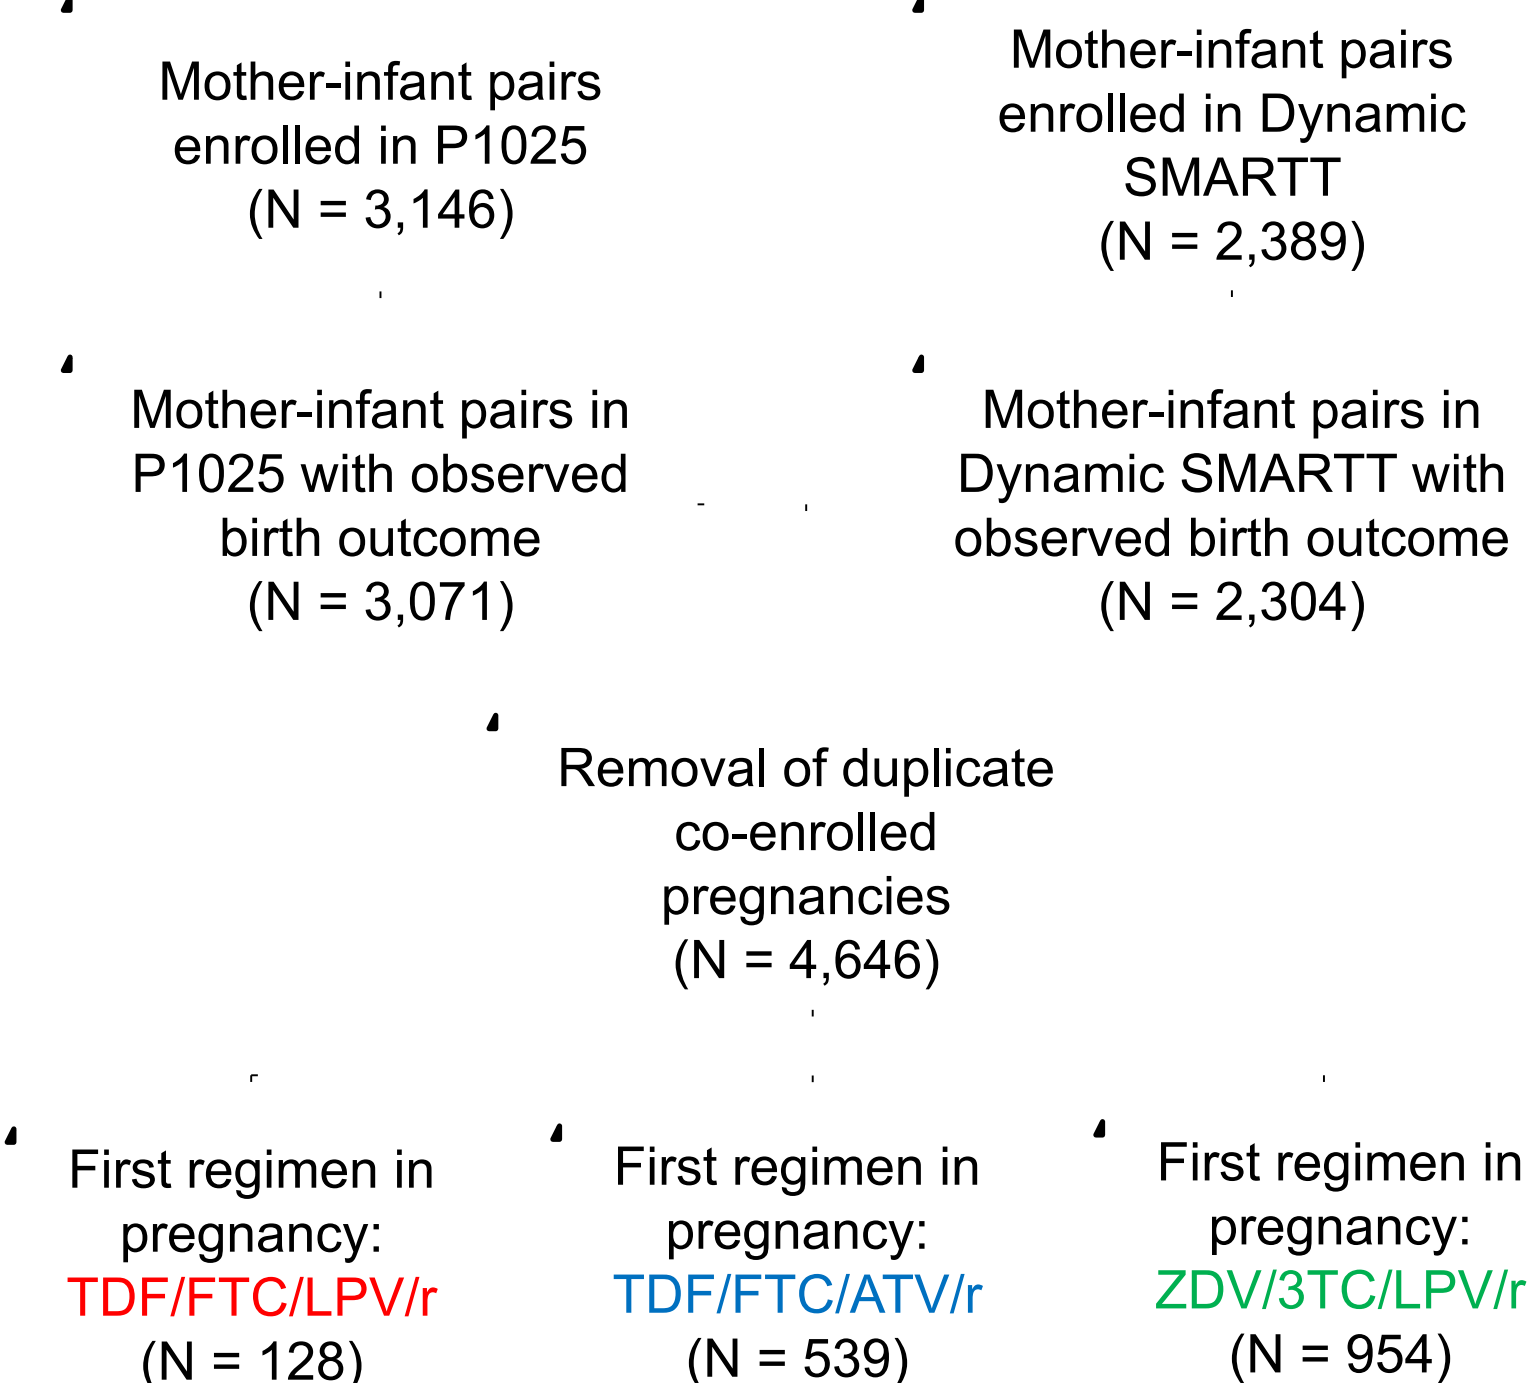 Mother-infant pairs
enrolled in P1025
(N = 3,146)
Mother-infant pairs
enrolled in Dynamic
SMARTT
(N = 2,389)
Mother-infant pairs in
P1025 with observed
birth outcome
(N = 3,071)
Mother-infant pairs in
Dynamic SMARTT with
observed birth outcome
(N = 2,304)
Removal of duplicate
co-enrolled
pregnancies
(N = 4,646)
First regimen in
pregnancy:
TDF/FTC/LPV/r
(N = 128)
First regimen in
pregnancy:
TDF/FTC/ATV/r
(N = 539)
First regimen in
pregnancy:
ZDV/3TC/LPV/r
(N = 954)